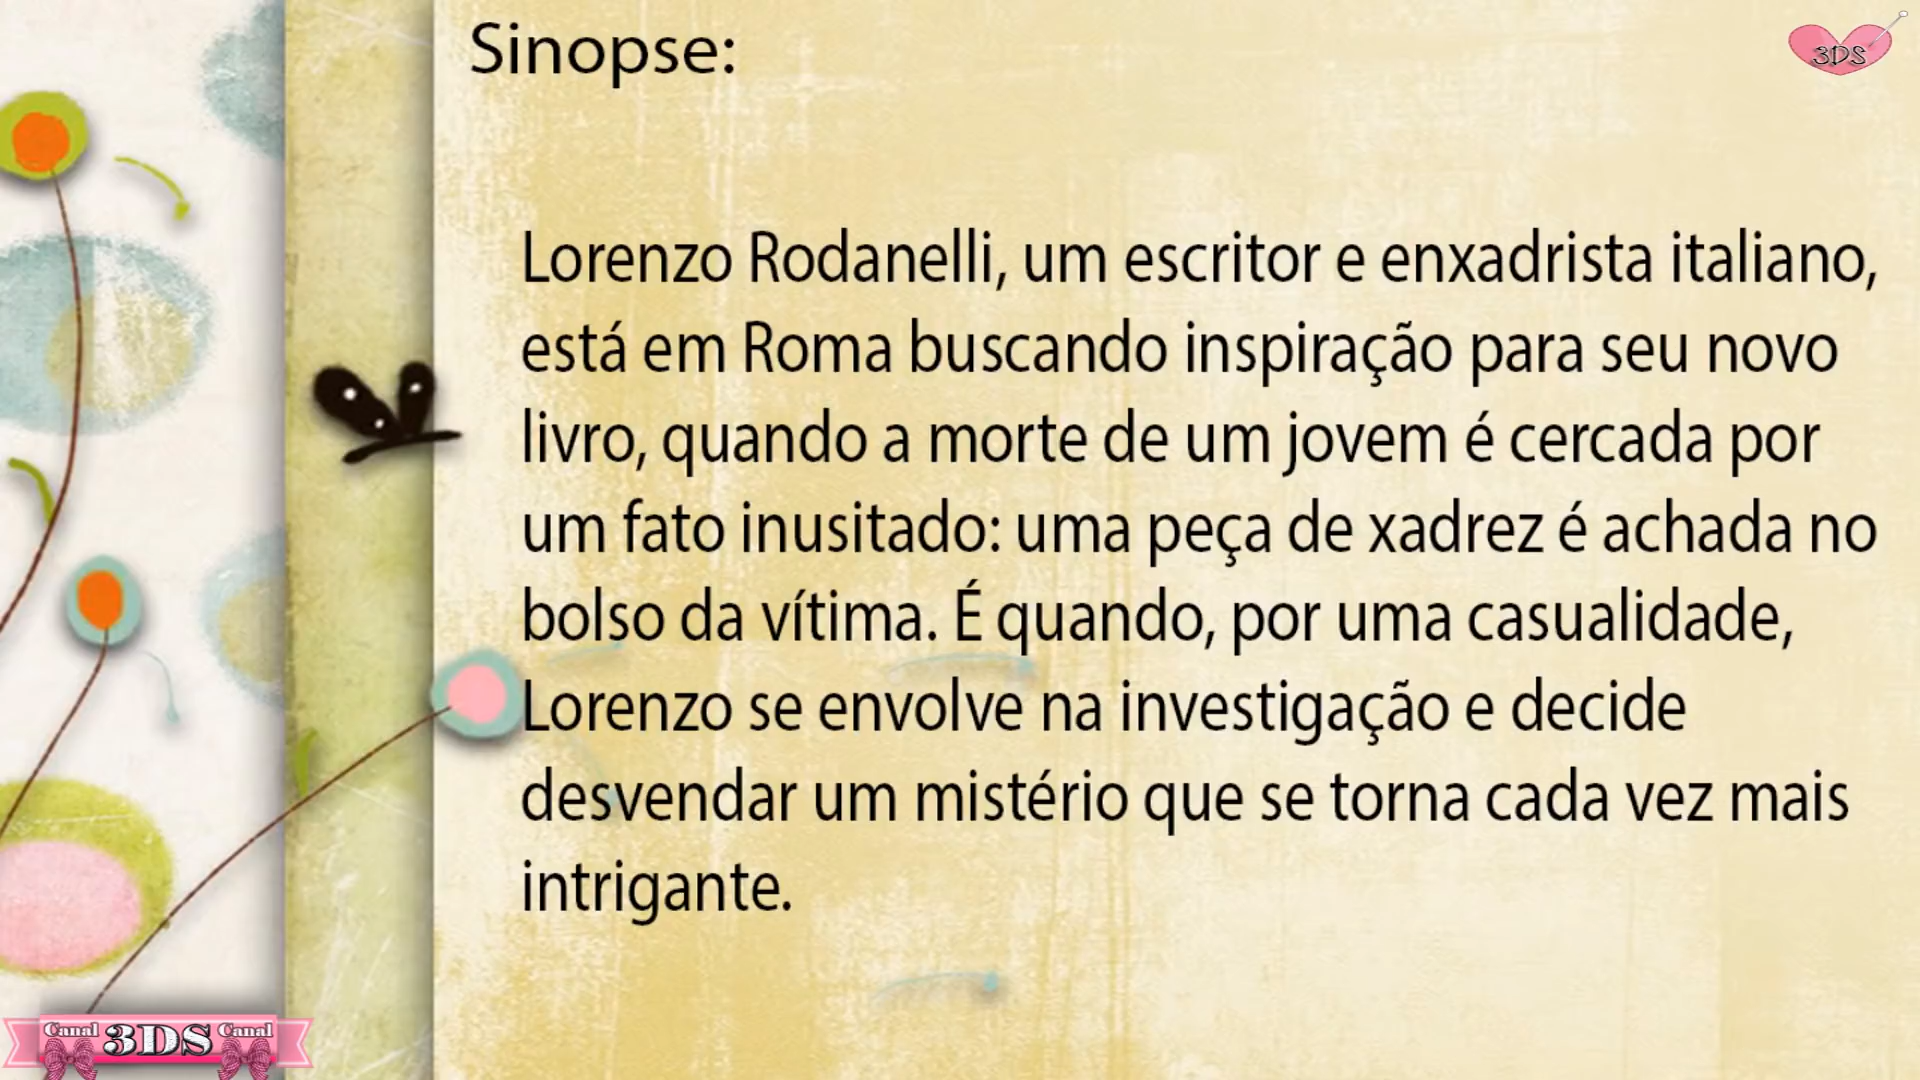 Sinopse:
3DS
Lorenzo Rodanelli, um escritor e enxadrista italiano,
está em Roma buscando inspiração para seu novo
livro, quando a morte de um jovem é cercada por
um fato inusitado: uma peça de xadrez é achada no
bolso da vítima. É quando, por uma casualidade,
Lorenzo se envolve na investigação e decide
desvendar um mistério que se torna cada vez mais
intrigante.
Canal 3DS Canal